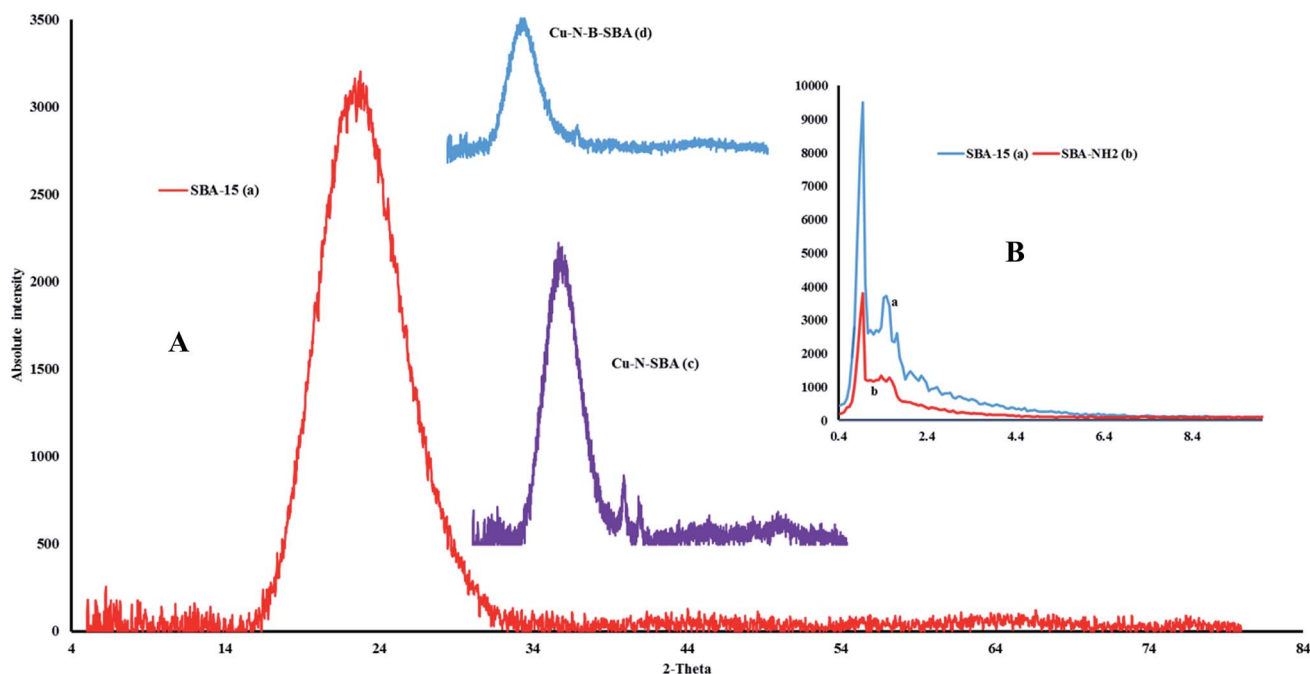 3500
3000
2500
2000
1500
1000
500
0
Absolute intensity
4 14 24 34 44 54 64 74 84
2-Theta
A
SBA-15 (a)
Cu-N-B-SBA (d)
Cu-N-SBA (c)
10000
9000
8000
7000
6000
5000
4000
3000
2000
1000
0
0.4 2.4 4.4 6.4 8.4
SBA-15 (a) SBA-NH2 (b)
B
a
b